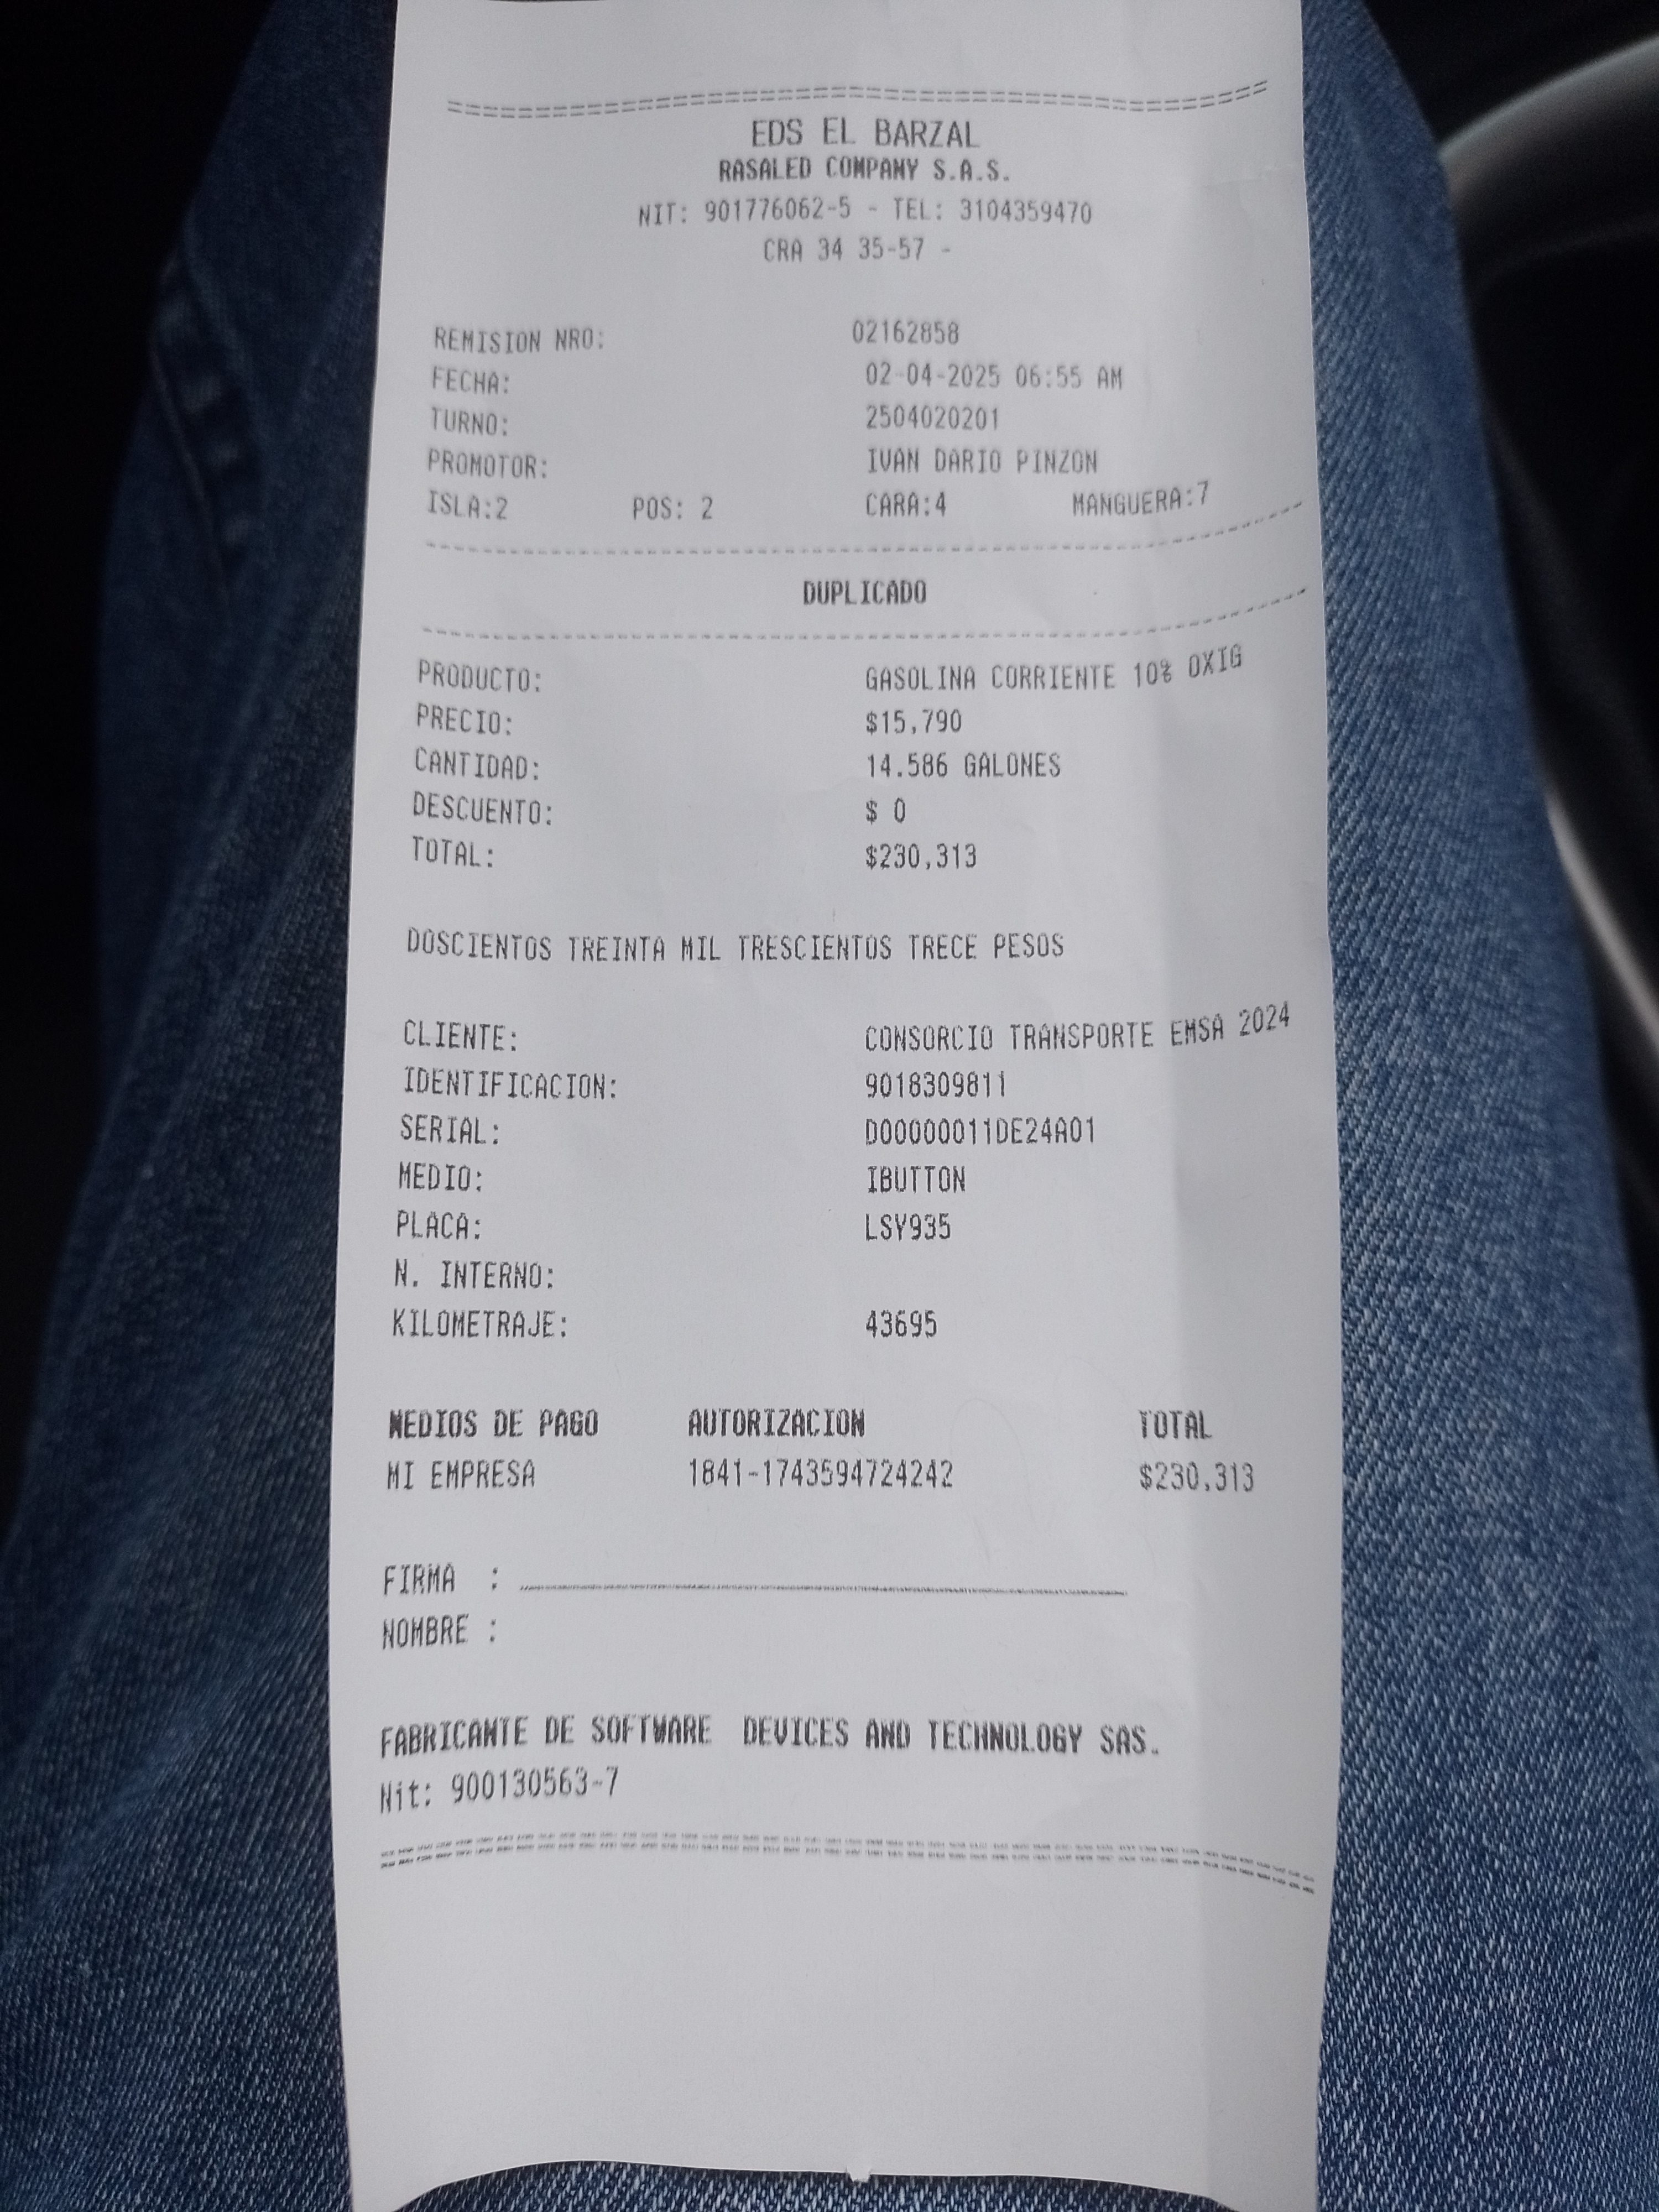 EDS EL BARZAL
RASALED COMPANY S.A.S.
NIT: 901776062-5 - TEL: 3104359470
CRA 34 35-57 -
REMISION NRO: 02162858
FECHA: 02-04-2025 06:55 AM
TURNO: 2504020201
PROMOTOR: IVAN DARIO PINZON
ISLA:2 POS: 2 CARA:4 MANGUERA:7
DUPLICADO
PRODUCTO: GASOLINA CORRIENTE 10% OXIG
PRECIO: $15,790
CANTIDAD: 14.586 GALONES
DESCUENTO: $ 0
TOTAL: $230,313
DOSCIENTOS TREINTA MIL TRESCIENTOS TRECE PESOS
CLIENTE: CONSORCIO TRANSPORTE EMSA 2024
IDENTIFICACION: 9018309811
SERIAL: D00000011DE24A01
MEDIO: IBUTTON
PLACA: LSY935
N. INTERNO:
KILOMETRAJE: 43695
MEDIOS DE PAGO AUTORIZACION TOTAL
MI EMPRESA 1841-1743594724242 $230,313
FIRMA :
NOMBRE :
FABRICANTE DE SOFTWARE DEVICES AND TECHNOLOGY SAS.
Nit: 900130563-7